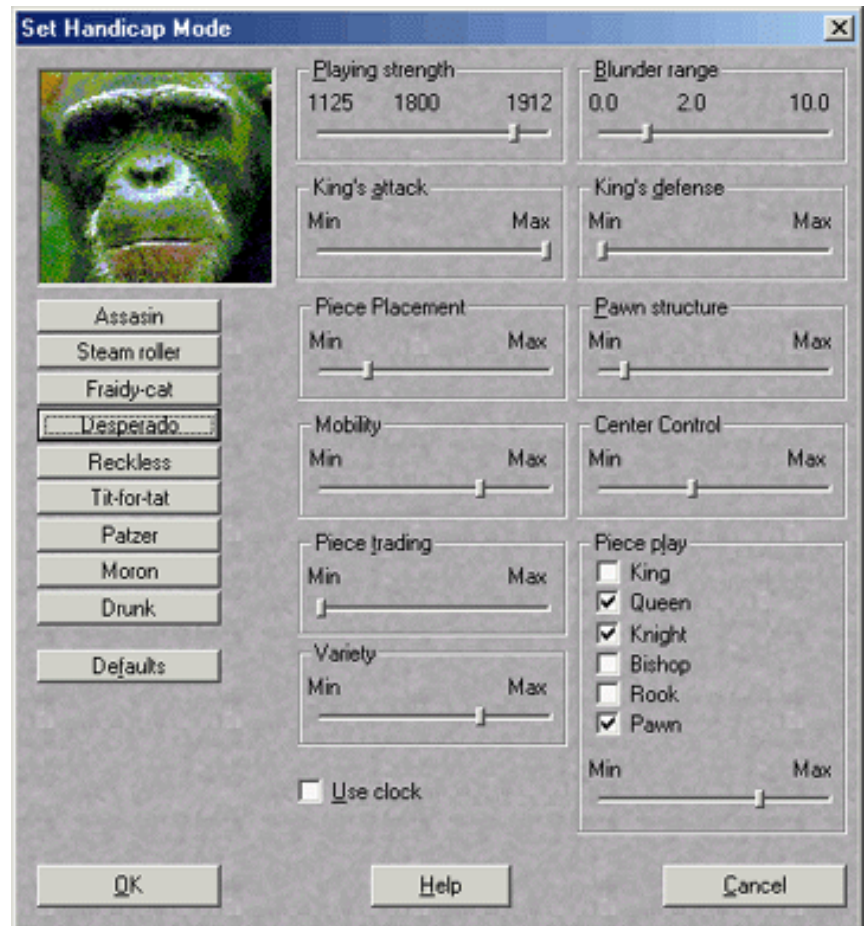 Set Handicap Mode
Playing strength
1125 1800 1912
Blunder range
0.0 2.0 10.0
King's attack
Min Max
King's defense
Min Max
Assasin
Steam roller
Fraidy-cat
Desperado
Reckless
Tit-for-tat
Patzer
Moron
Drunk
Defaults
Piece Placement
Min Max
Pawn structure
Min Max
Mobility
Min Max
Center Control
Min Max
Piece trading
Min Max
Variety
Min Max
Use clock
Piece play
King
Queen
Knight
Bishop
Rook
Pawn
Min Max
OK
Help
Cancel